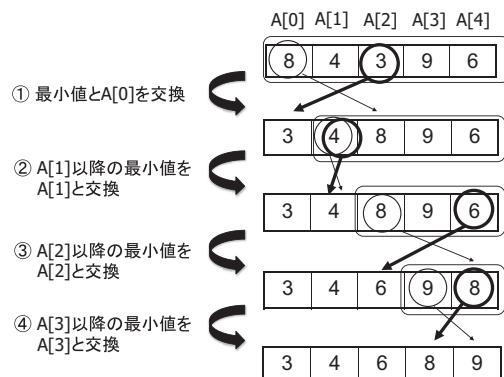 A[0] A[1] A[2] A[3] A[4]
8 4 3 9 6
① 最小値とA[0]を交換
3 4 8 9 6
② A[1]以降の最小値を
A[1]と交換
3 4 8 9 6
③ A[2]以降の最小値を
A[2]と交換
3 4 6 9 8
④ A[3]以降の最小値を
A[3]と交換
3 4 6 8 9